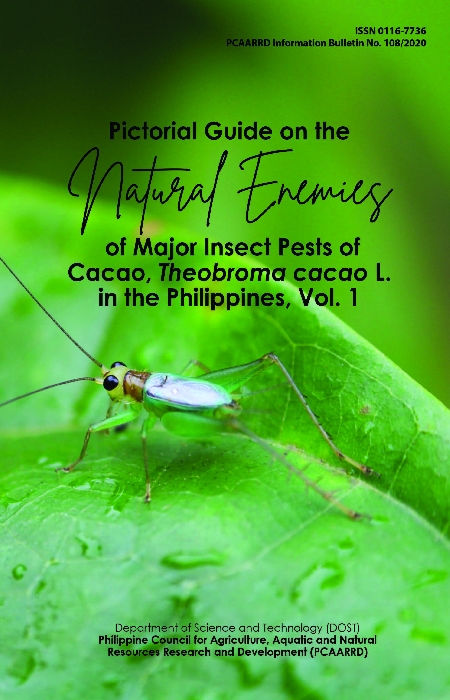 ISSN 0116-7736
PCAARRD Information Bulletin No. 108/2020
Pictorial Guide on the
Natural Enemies
of Major Insect Pests of
Cacao, Theobroma cacao L.
in the Philippines, Vol. 1
Department of Science and Technology (DOST)
Philippine Council for Agriculture, Aquatic and Natural
Resources Research and Development (PCAARRD)